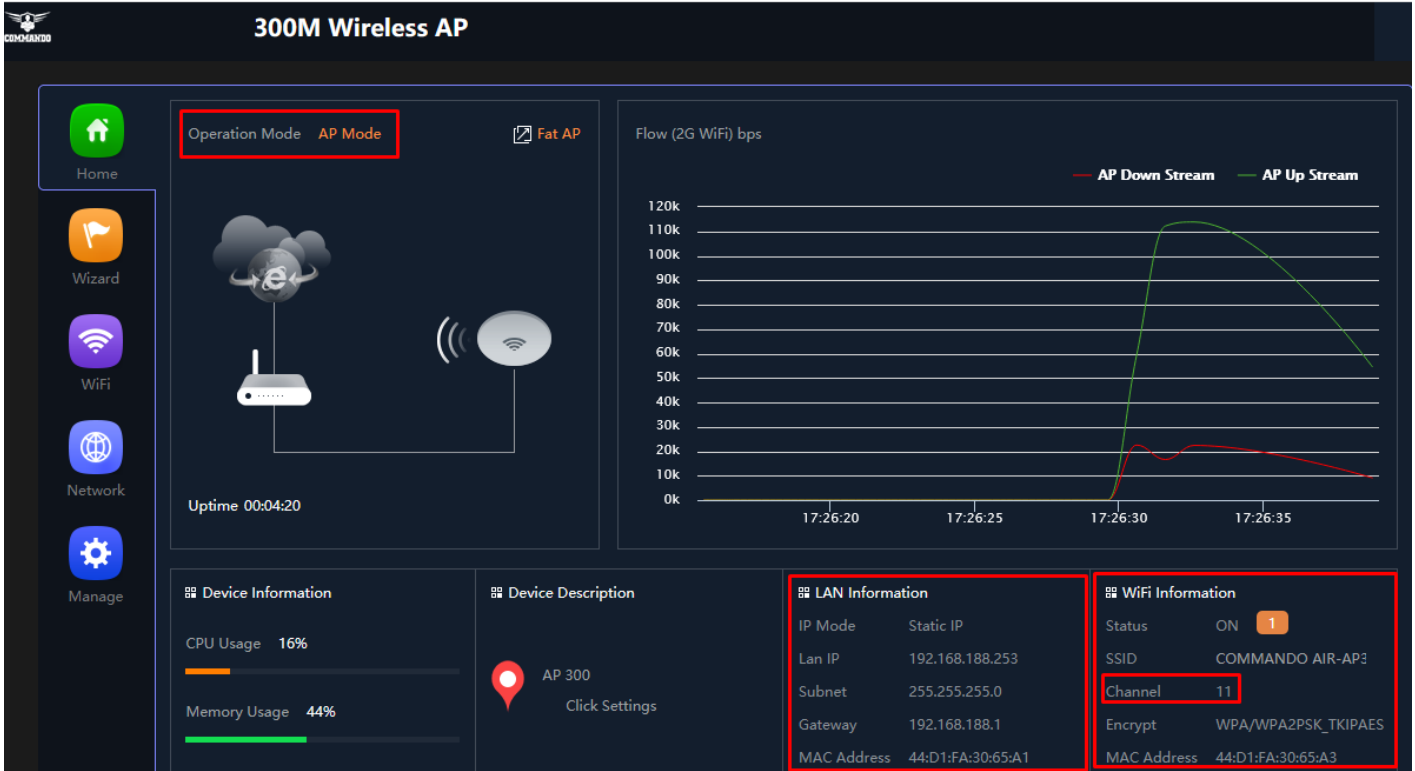 COMMANDO
300M Wireless AP
Home
Wizard
WiFi
Network
Manage
Operation Mode AP Mode
Fat AP
Uptime 00:04:20
Flow (2G WiFi) bps
AP Down Stream AP Up Stream
120k
110k
100k
90k
80k
70k
60k
50k
40k
30k
20k
10k
0k
17:26:20 17:26:25 17:26:30 17:26:35
Device Information
CPU Usage 16%
Memory Usage 44%
Device Description
AP 300
Click Settings
LAN Information
IP Mode Static IP
Lan IP 192.168.188.253
Subnet 255.255.255.0
Gateway 192.168.188.1
MAC Address 44:D1:FA:30:65:A1
WiFi Information
Status ON 1
SSID COMMANDO AIR-AP3
Channel 11
Encrypt WPA/WPA2PSK_TKIPAES
MAC Address 44:D1:FA:30:65:A3